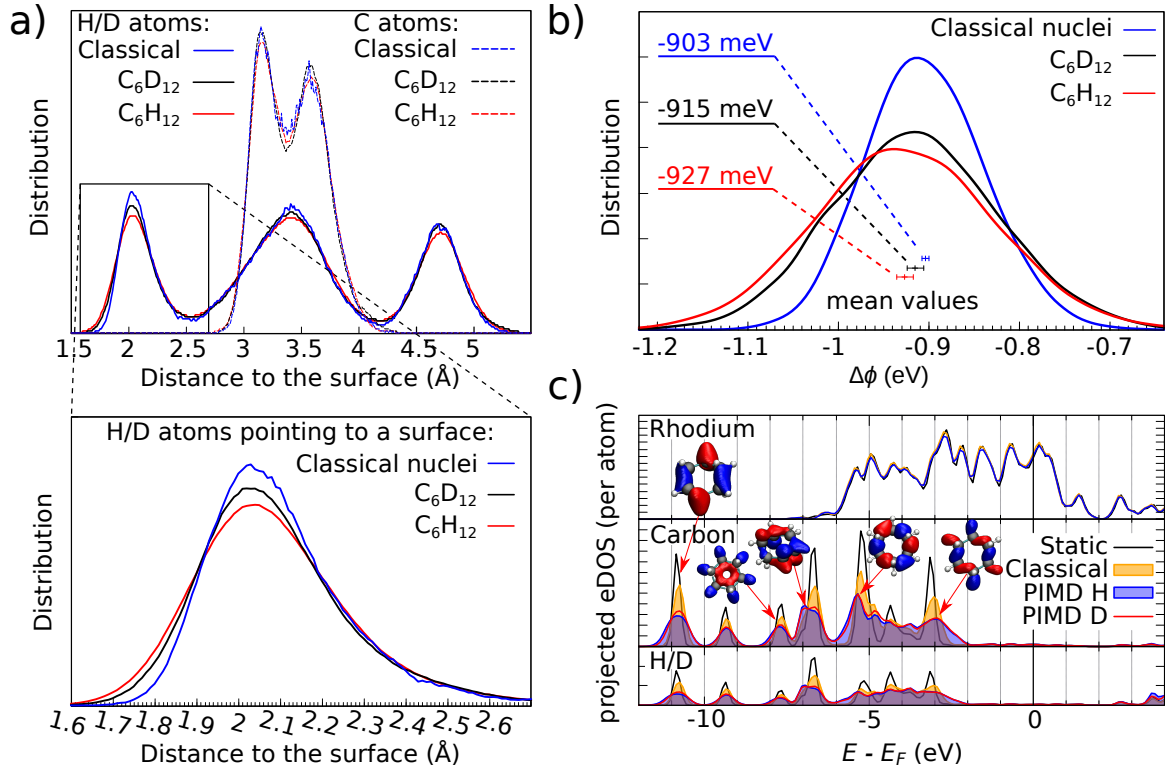 a)
H/D atoms:
Classical
C₆D₁₂
C₆H₁₂
C atoms:
Classical
C₆D₁₂
C₆H₁₂
Distribution
1.5 2 2.5 3 3.5 4 4.5 5
Distance to the surface (Å)
H/D atoms pointing to a surface:
Classical nuclei
C₆D₁₂
C₆H₁₂
Distribution
1.6 1.7 1.8 1.9 2 2.1 2.2 2.3 2.4 2.5 2.6
Distance to the surface (Å)
b)
Classical nuclei
C₆D₁₂
C₆H₁₂
-903 meV
-915 meV
-927 meV
mean values
Distribution
-1.2 -1.1 -1 -0.9 -0.8 -0.7
Δϕ (eV)
c)
projected eDOS (per atom)
Rhodium
Carbon
Static
Classical
PIMD H
PIMD D
H/D
-10 -5 0
E - E_F (eV)